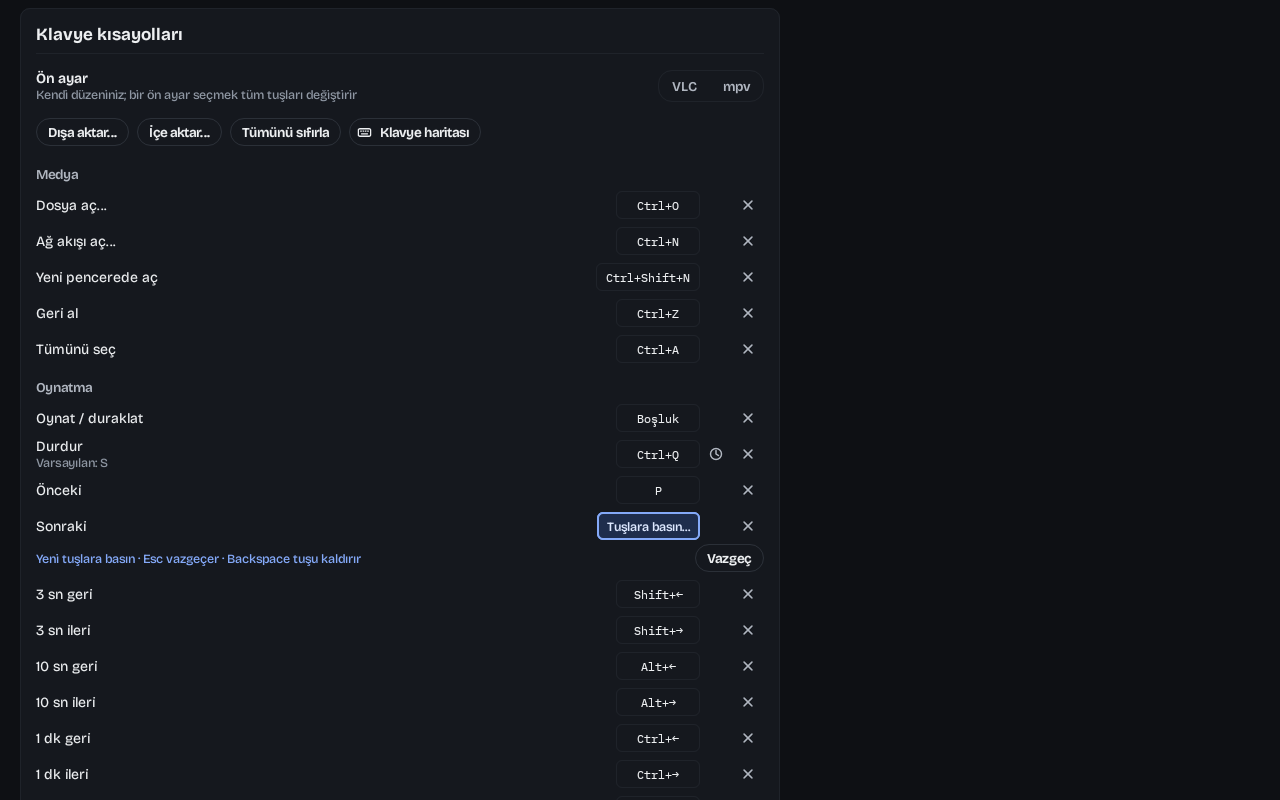 Klavye kısayolları
Ön ayar
Kendi düzeniniz; bir ön ayar seçmek tüm tuşları değiştirir
VLC mpv
Dışa aktar... İçe aktar... Tümünü sıfırla Klavye haritası
Medya
Dosya aç... Ctrl+O
Ağ akışı aç... Ctrl+N
Yeni pencerede aç Ctrl+Shift+N
Geri al Ctrl+Z
Tümünü seç Ctrl+A
Oynatma
Oynat / duraklat Boşluk
Durdur Ctrl+Q
Varsayılan: S
Önceki P
Sonraki Tuşlara basın...
Yeni tuşlara basın · Esc vazgeçer · Backspace tuşu kaldırır Vazgeç
3 sn geri Shift+←
3 sn ileri Shift+→
10 sn geri Alt+←
10 sn ileri Alt+→
1 dk geri Ctrl+←
1 dk ileri Ctrl+→